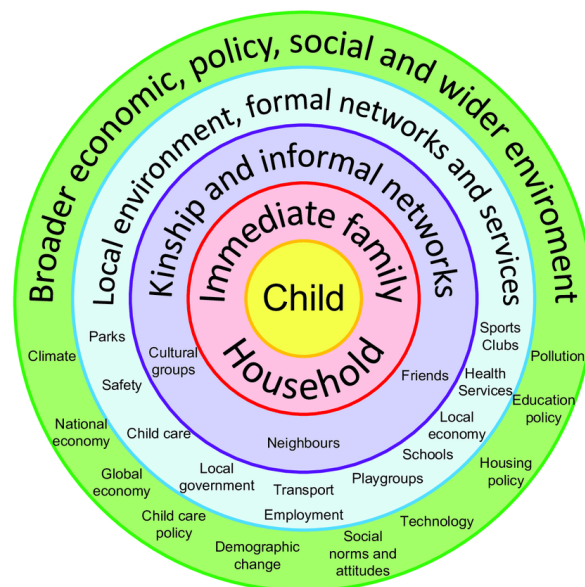 Broader economic, policy, social and wider enviroment
Local environment, formal networks and services
Kinship and informal networks
Immediate family
Child
Household
Parks
Climate
Safety
National
economy
Global
economy
Child care
policy
Demographic
change
Social
norms and
attitudes
Technology
Housing
policy
Education
policy
Pollution
Sports
Clubs
Health
Services
Local
economy
Schools
Playgroups
Transport
Employment
Local
government
Child care
Cultural
groups
Neighbours
Friends